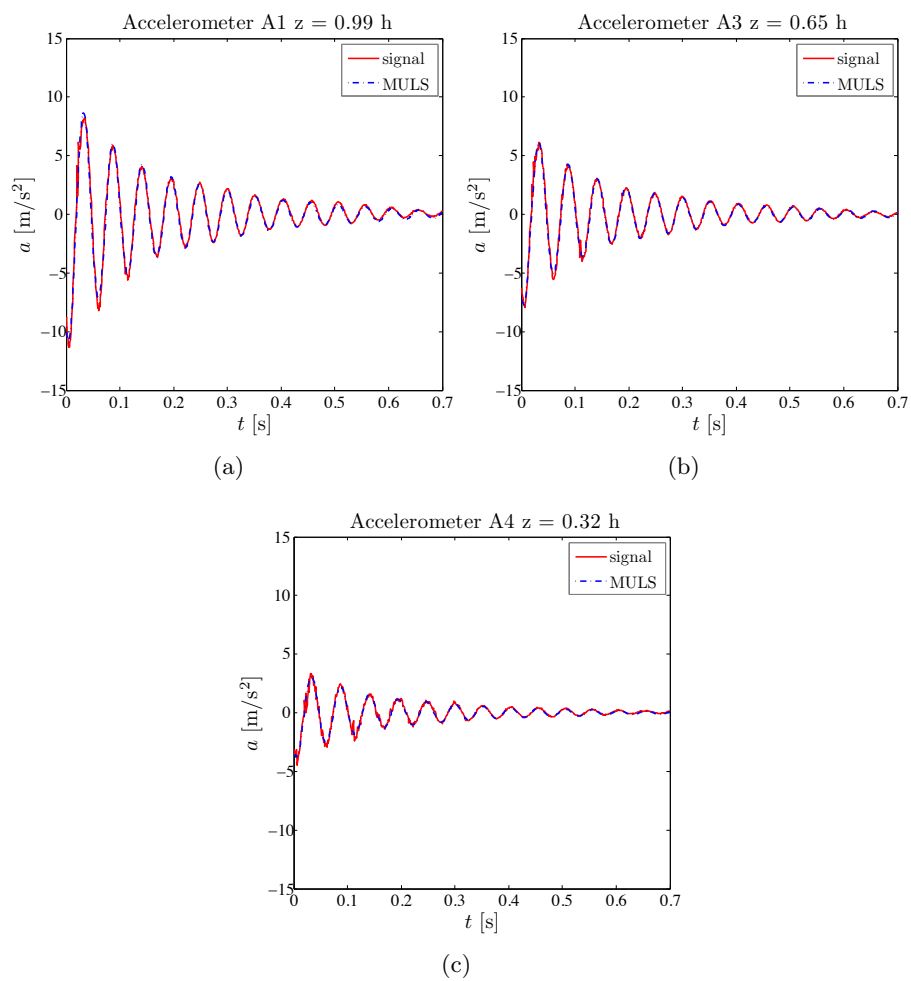 Accelerometer A1 z = 0.99 h
15
10
5
0
−5
−10
−15
a [m/s²]
signal
MULS
0 0.1 0.2 0.3 0.4 0.5 0.6 0.7
t [s]
(a)
Accelerometer A3 z = 0.65 h
15
10
5
0
−5
−10
−15
a [m/s²]
signal
MULS
0 0.1 0.2 0.3 0.4 0.5 0.6 0.7
t [s]
(b)
Accelerometer A4 z = 0.32 h
15
10
5
0
−5
−10
−15
a [m/s²]
signal
MULS
0 0.1 0.2 0.3 0.4 0.5 0.6 0.7
t [s]
(c)